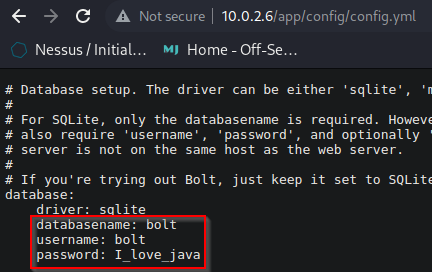 Not secure | 10.0.2.6/app/config/config.yml
Nessus / Initial... Home - Off-Se...
# Database setup. The driver can be either 'sqlite', 'm
#
# For SQLite, only the databasename is required. Howeve
# also require 'username', 'password', and optionally '
# server is not on the same host as the web server.
#
# If you're trying out Bolt, just keep it set to SQLite
database:
driver: sqlite
databasename: bolt
username: bolt
password: I_love_java